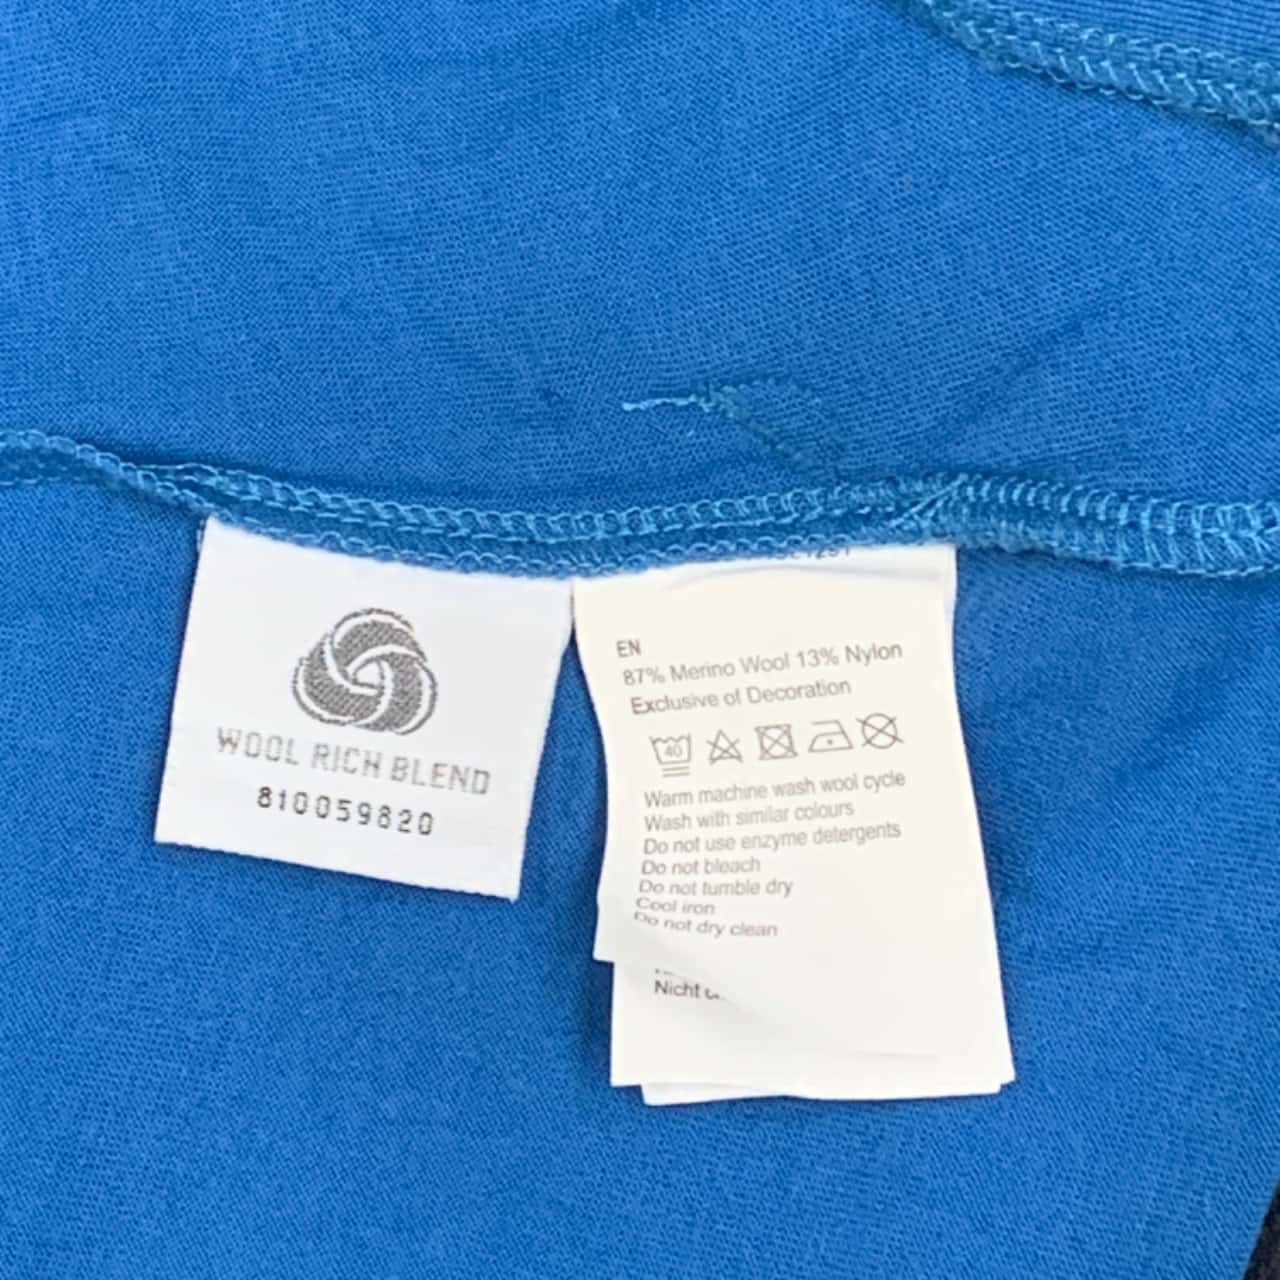 WOOL RICH BLEND
810059820
EN
87% Merino Wool 13% Nylon
Exclusive of Decoration
40
Warm machine wash wool cycle
Wash with similar colours
Do not use enzyme detergents
Do not bleach
Do not tumble dry
Cool iron
Do not dry clean
Nicht